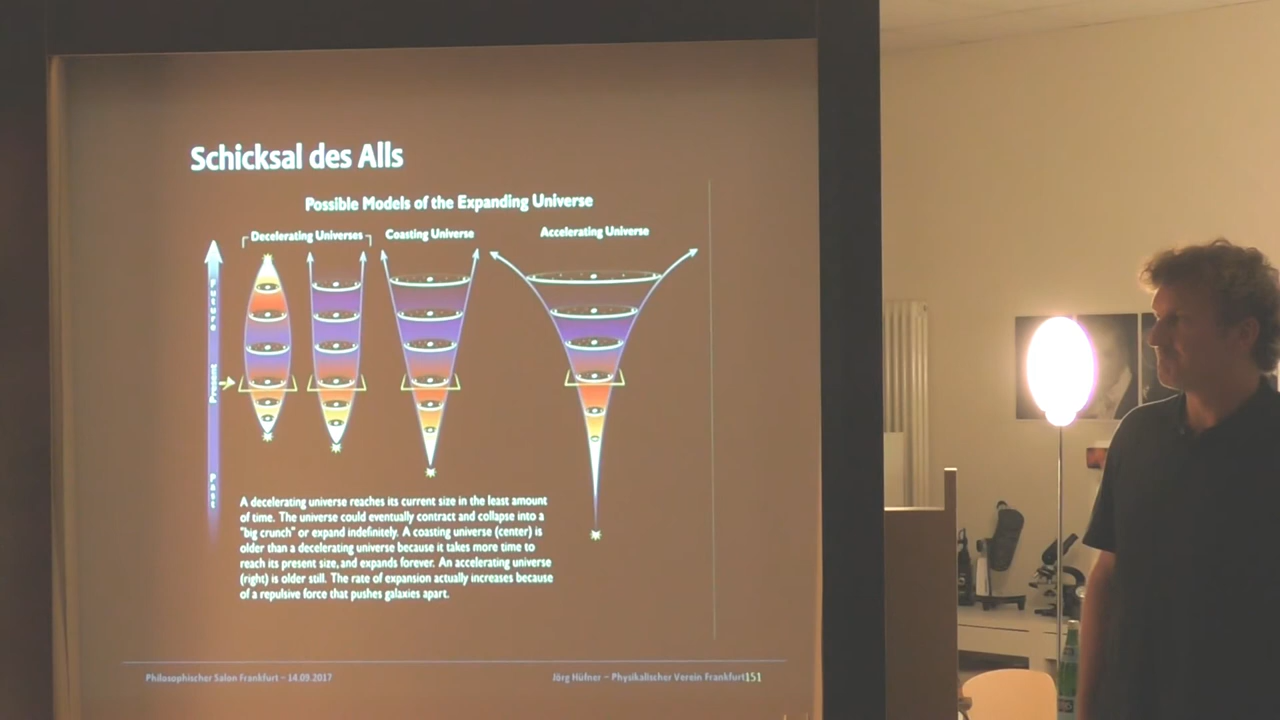 Schicksal des Alls
Possible Models of the Expanding Universe
Decelerating Universes
Coasting Universe
Accelerating Universe
Future
Present
Past
A decelerating universe reaches its current size in the least amount
of time. The universe could eventually contract and collapse into a
"big crunch" or expand indefinitely. A coasting universe (center) is
older than a decelerating universe because it takes more time to
reach its present size, and expands forever. An accelerating universe
(right) is older still. The rate of expansion actually increases because
of a repulsive force that pushes galaxies apart.
Philosophischer Salon Frankfurt – 14.09.2017
Jörg Hüfner – Physikalischer Verein Frankfurt151